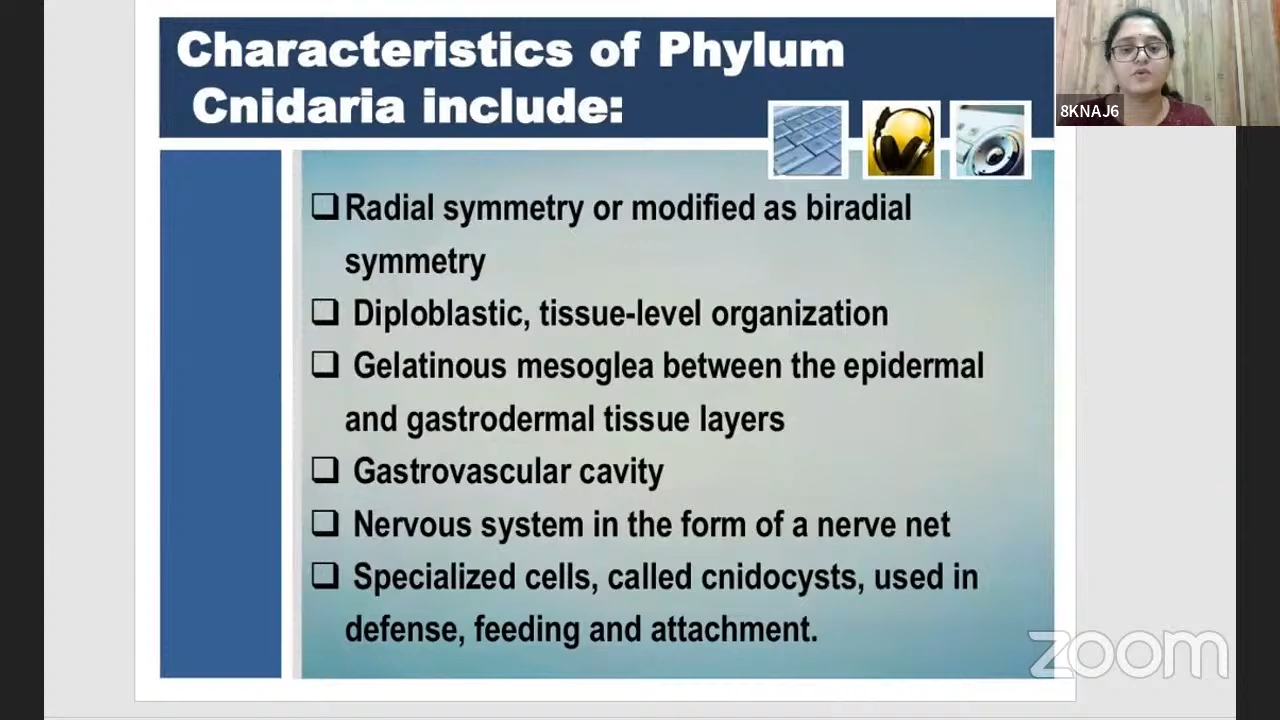 Characteristics of Phylum
Cnidaria include:
8KNAJ6
Radial symmetry or modified as biradial
symmetry
Diploblastic, tissue-level organization
Gelatinous mesoglea between the epidermal
and gastrodermal tissue layers
Gastrovascular cavity
Nervous system in the form of a nerve net
Specialized cells, called cnidocysts, used in
defense, feeding and attachment.
zoom